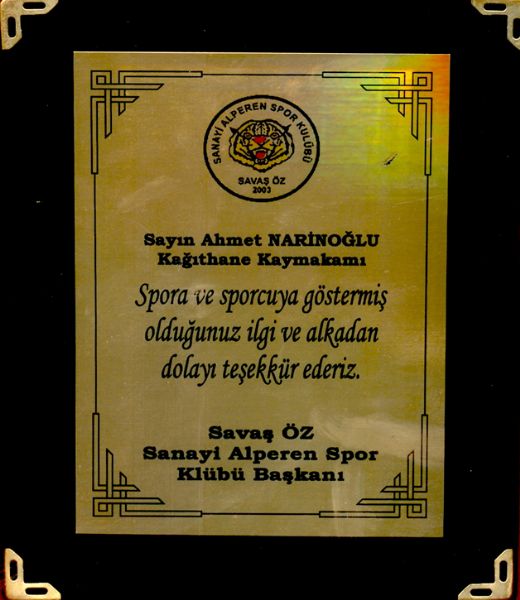 SANAYİ ALPEREN SPOR KULÜBÜ
SAVAŞ ÖZ
2003
Sayın Ahmet NARİNOĞLU
Kağıthane Kaymakamı
Spora ve sporcuya göstermiş
olduğunuz ilgi ve alkadan
dolayı teşekkür ederiz.
Savaş ÖZ
Sanayi Alperen Spor
Klübü Başkanı